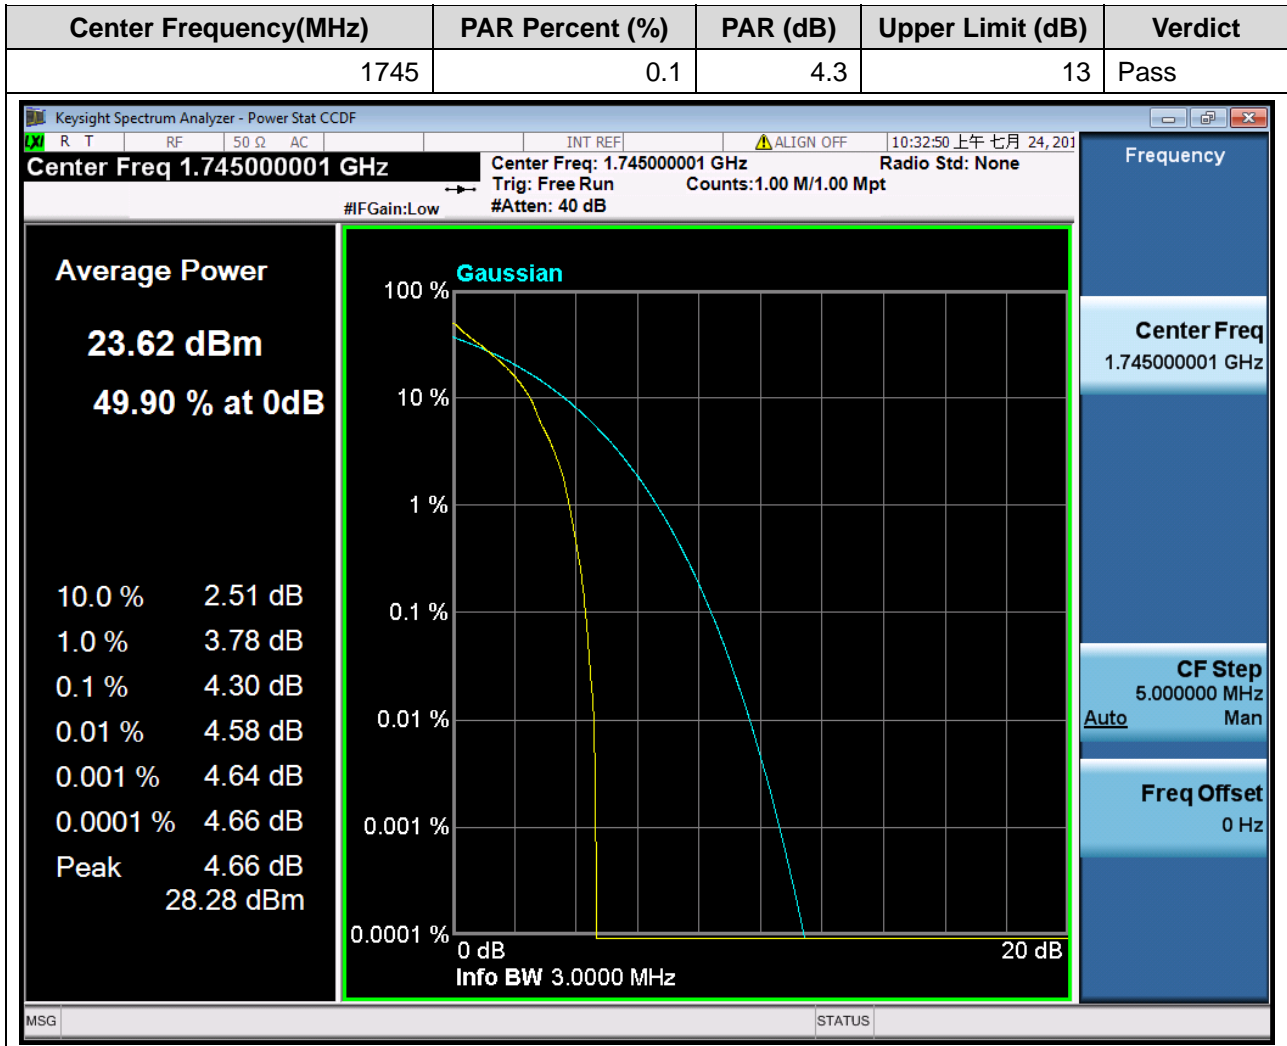 Center Frequency(MHz) PAR Percent (%) PAR (dB) Upper Limit (dB) Verdict
1745 0.1 4.3 13 Pass
Keysight Spectrum Analyzer - Power Stat CCDF
LXI R T RF 50 Ω AC INT REF ALIGN OFF 10:32:50 上午 七月 24, 201
Center Freq 1.745000001 GHz
Center Freq: 1.745000001 GHz Radio Std: None
Trig: Free Run Counts:1.00 M/1.00 Mpt
#IFGain:Low #Atten: 40 dB
Average Power
23.62 dBm
49.90 % at 0dB
10.0 % 2.51 dB
1.0 % 3.78 dB
0.1 % 4.30 dB
0.01 % 4.58 dB
0.001 % 4.64 dB
0.0001 % 4.66 dB
Peak 4.66 dB
28.28 dBm
Gaussian
100 %
10 %
1 %
0.1 %
0.01 %
0.001 %
0.0001 %
0 dB 20 dB
Info BW 3.0000 MHz
Frequency
Center Freq
1.745000001 GHz
CF Step
5.000000 MHz
Auto Man
Freq Offset
0 Hz
MSG STATUS